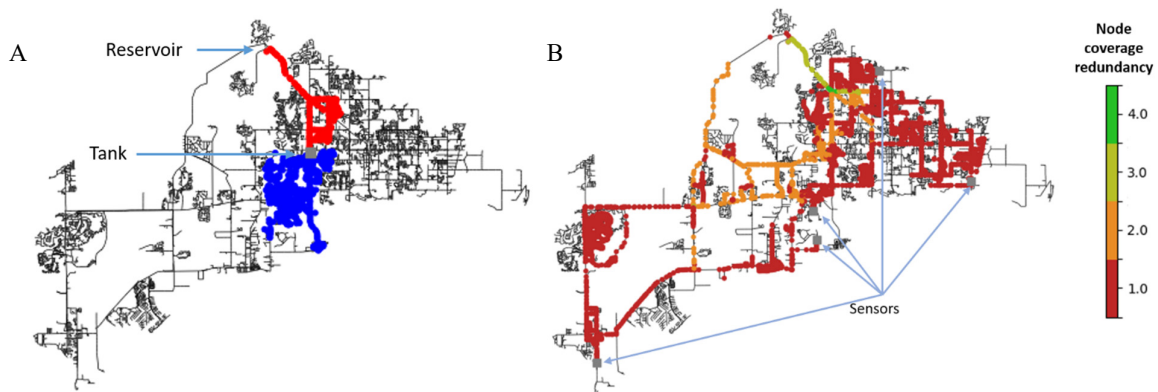 A
Reservoir
Tank
B
Sensors
Node
coverage
redundancy
4.0
3.0
2.0
1.0